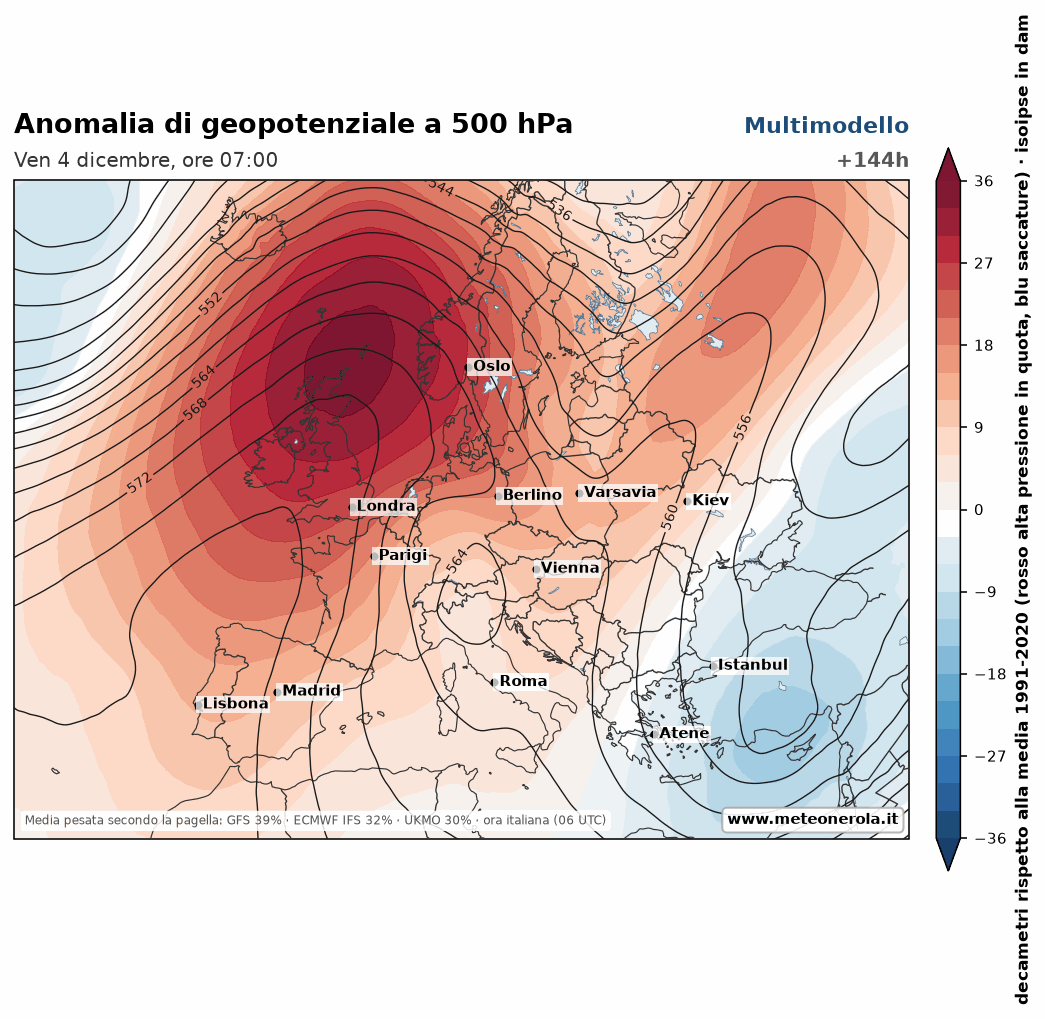 Anomalia di geopotenziale a 500 hPa
Multimodello
Ven 4 dicembre, ore 07:00
+144h
544
536
552
564
568
572
556
560
564
Oslo
Berlino
Varsavia
Kiev
Londra
Parigi
Vienna
Istanbul
Roma
Madrid
Lisbona
Atene
Media pesata secondo la pagella: GFS 39% · ECMWF IFS 32% · UKMO 30% · ora italiana (06 UTC)
www.meteonerola.it
36
27
18
9
0
−9
−18
−27
−36
decametri rispetto alla media 1991-2020 (rosso alta pressione in quota, blu saccature) · isoipse in dam